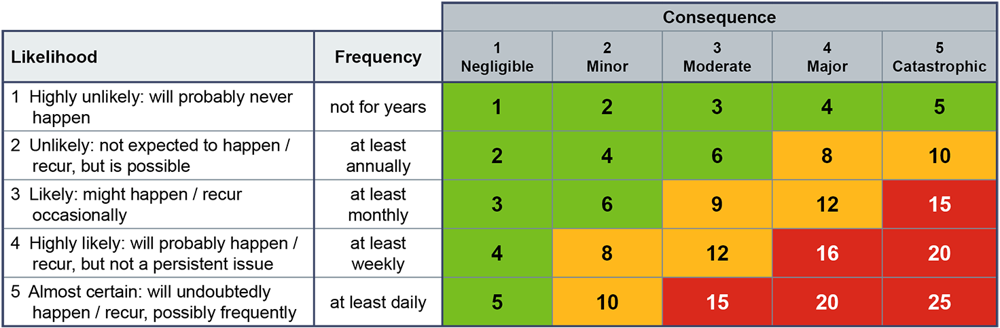 Consequence
Likelihood Frequency 1 2 3 4 5
Negligible Minor Moderate Major Catastrophic
1 Highly unlikely: will probably never
happen
not for years 1 2 3 4 5
2 Unlikely: not expected to happen /
recur, but is possible
at least
annually
2 4 6 8 10
3 Likely: might happen / recur
occasionally
at least
monthly
3 6 9 12 15
4 Highly likely: will probably happen /
recur, but not a persistent issue
at least
weekly
4 8 12 16 20
5 Almost certain: will undoubtedly
happen / recur, possibly frequently
at least daily 5 10 15 20 25